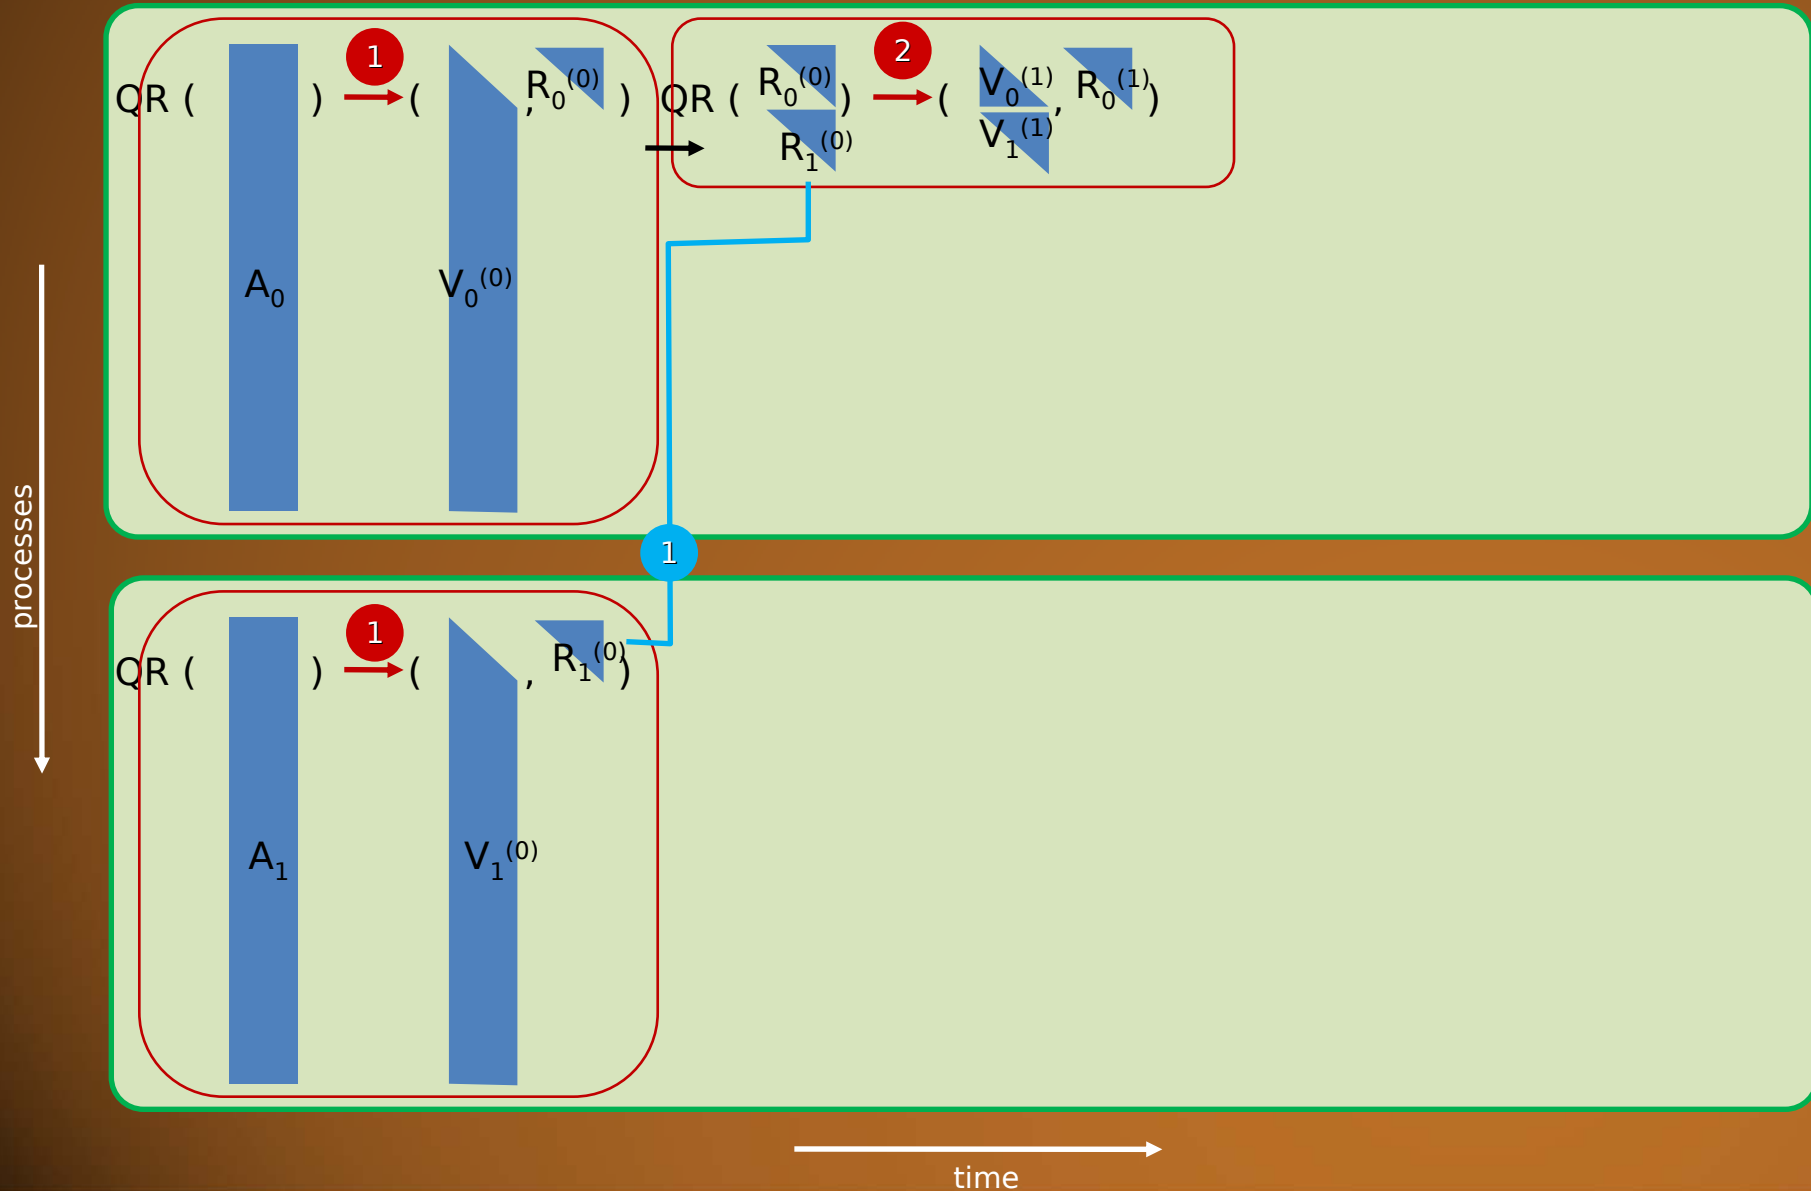 QR ( ) 1 ( , R₀⁽⁰⁾ ) QR ( R₀⁽⁰⁾ ) 2 ( V₀⁽¹⁾ , R₀⁽¹⁾ )
R₁⁽⁰⁾ V₁⁽¹⁾
A₀ V₀⁽⁰⁾
processes
1
1
QR ( ) ( , R₁⁽⁰⁾ )
A₁ V₁⁽⁰⁾
time